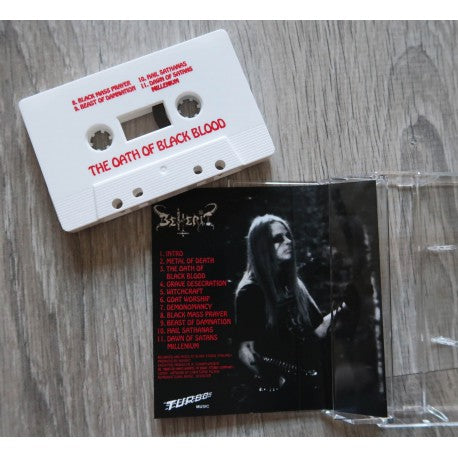 8. BLACK MASS PRAYER
9. BEAST OF DAMNATION
10. HAIL SATHANAS
11. DAWN OF SATANS
MILLENIUM
THE OATH OF BLACK BLOOD
BEHERIT
1. INTRO
2. METAL OF DEATH
3. THE OATH OF
BLACK BLOOD
4. GRAVE DESECRATION
5. WITCHCRAFT
6. GOAT WORSHIP
7. DEMONOMANCY
8. BLACK MASS PRAYER
9. BEAST OF DAMNATION
10. HAIL SATHANAS
11. DAWN OF SATANS
MILLENIUM
TURBO
MUSIC